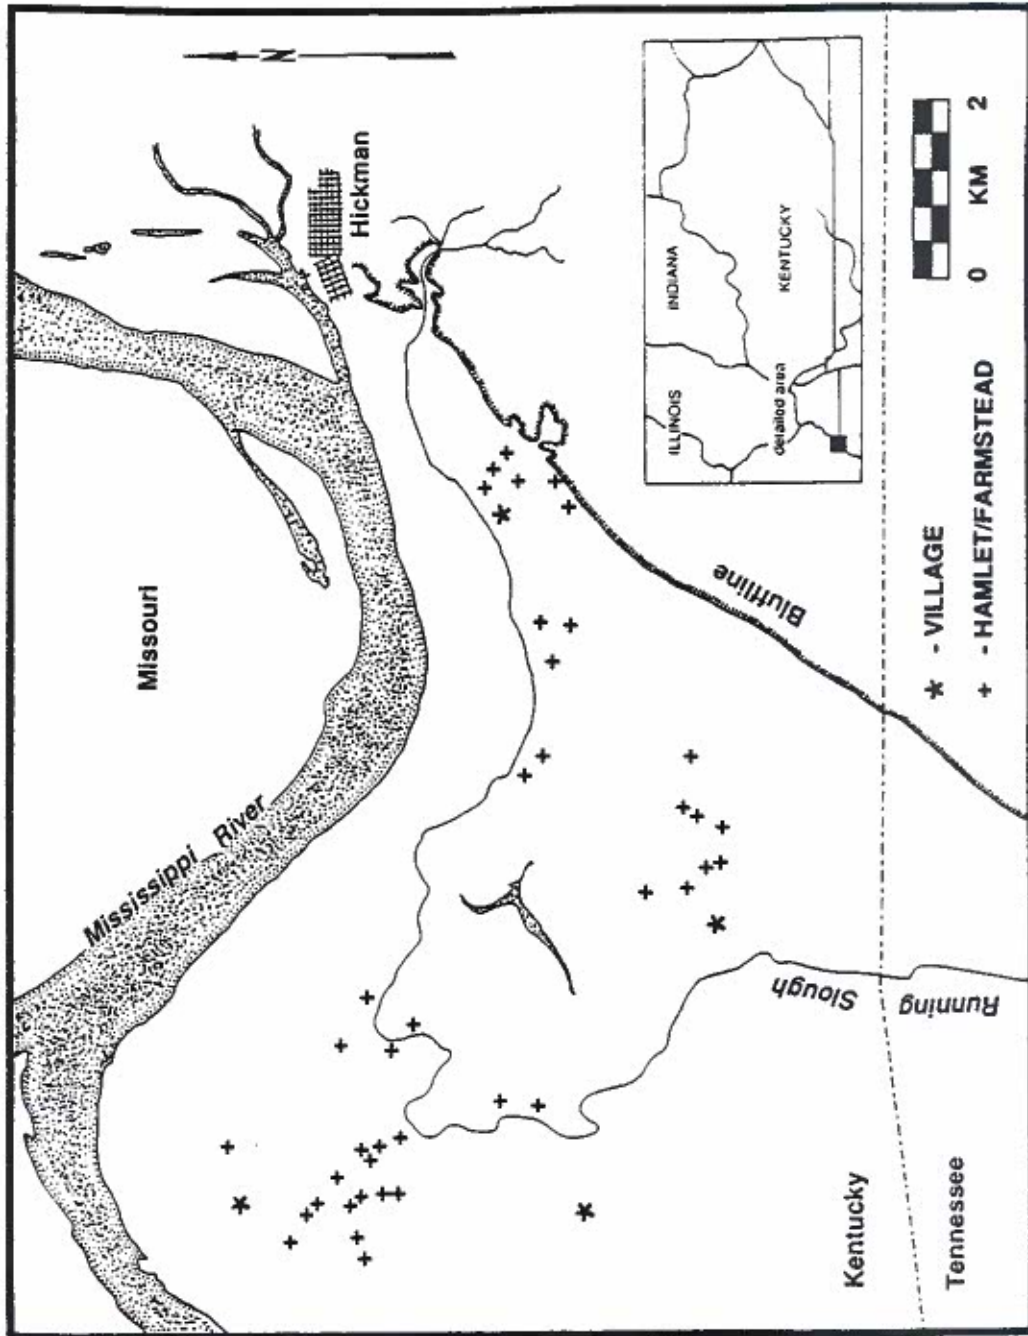 N
Missouri
Mississippi River
Hickman
Bluffline
Running Slough
Kentucky
Tennessee
ILLINOIS
INDIANA
KENTUCKY
detailed area
* - VILLAGE
+ - HAMLET/FARMSTEAD
0 KM 2